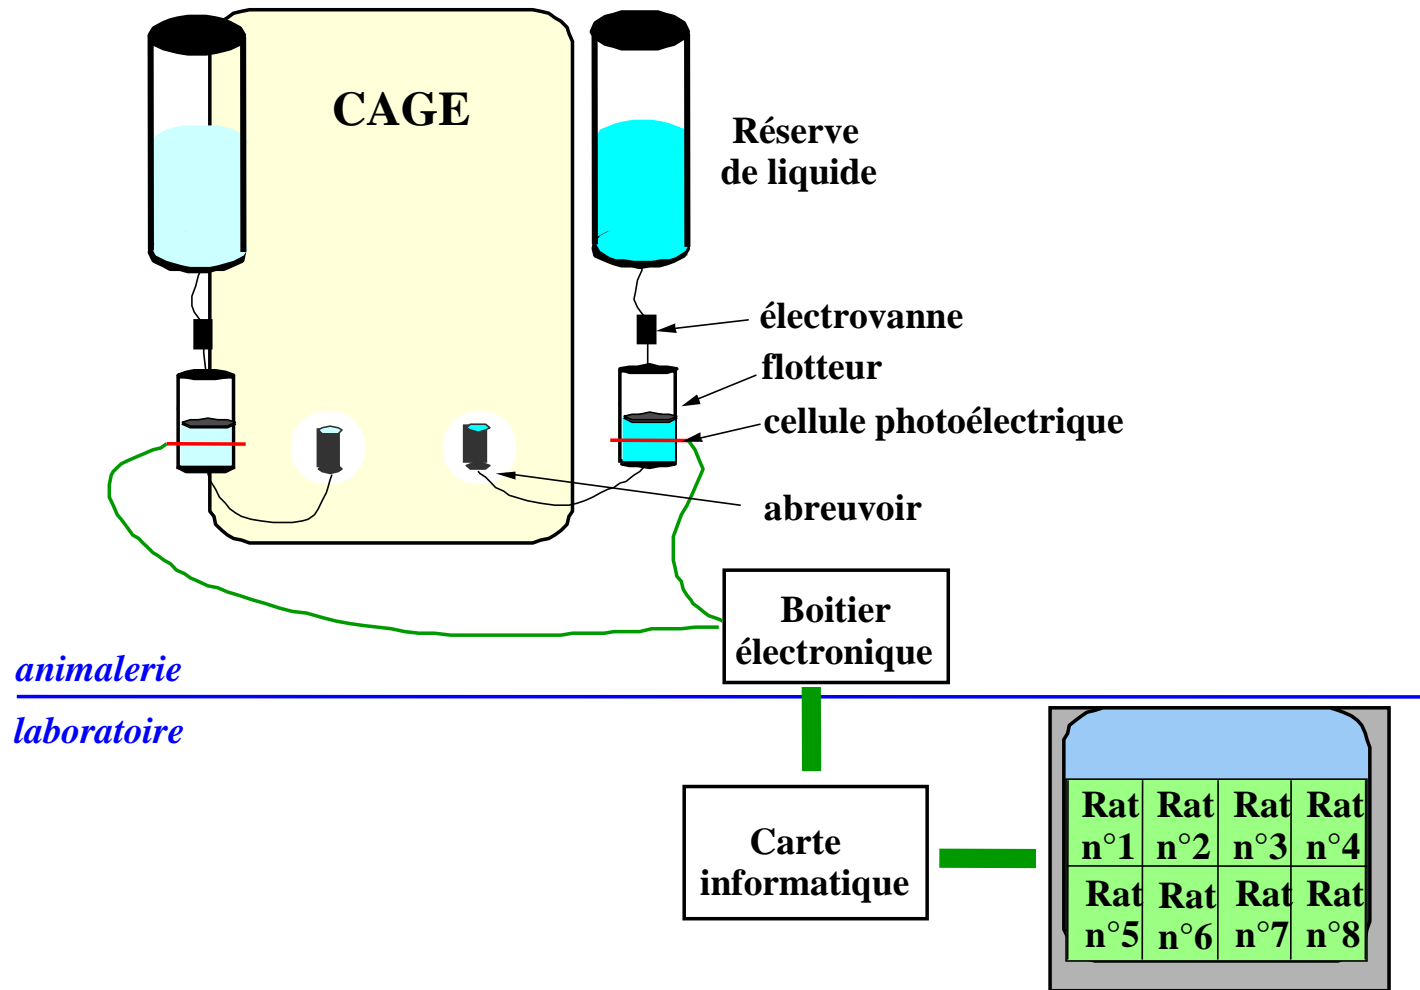 CAGE
Réserve
de liquide
électrovanne
flotteur
cellule photoélectrique
abreuvoir
Boitier
électronique
animalerie
laboratoire
Carte
informatique
Rat Rat Rat Rat
n°1 n°2 n°3 n°4
Rat Rat Rat Rat
n°5 n°6 n°7 n°8